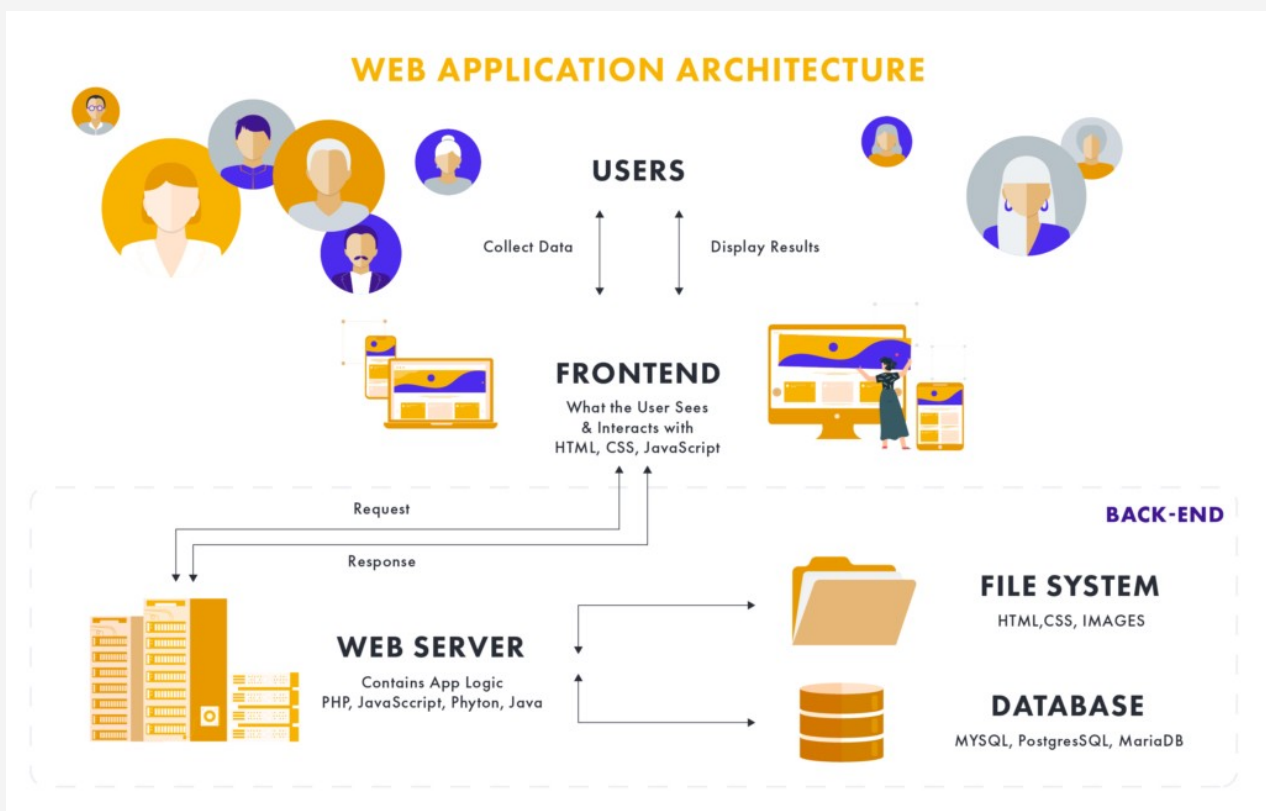 WEB APPLICATION ARCHITECTURE
USERS
Collect Data
Display Results
FRONTEND
What the User Sees
& Interacts with
HTML, CSS, JavaScript
Request
BACK-END
Response
FILE SYSTEM
HTML,CSS, IMAGES
WEB SERVER
Contains App Logic
PHP, JavaSccript, Phyton, Java
DATABASE
MYSQL, PostgresSQL, MariaDB